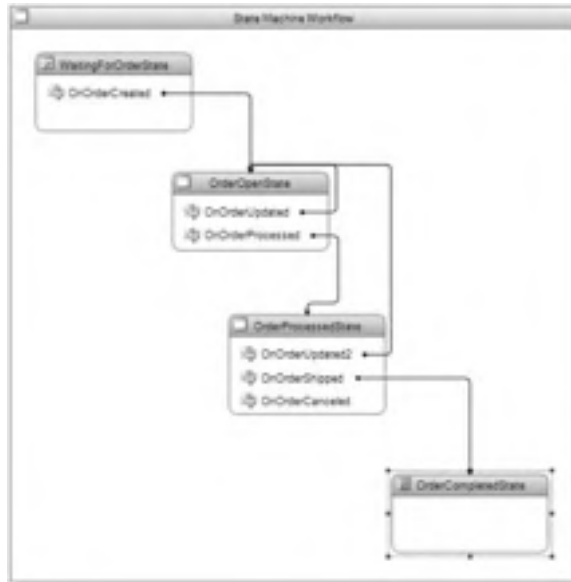 State Machine Workflow
WaitingForOrderState
OnOrderCreated
OrderOpenState
OnOrderUpdated
OnOrderProcessed
OrderProcessedState
OnOrderUpdated2
OnOrderShipped
OnOrderCanceled
OrderCompletedState